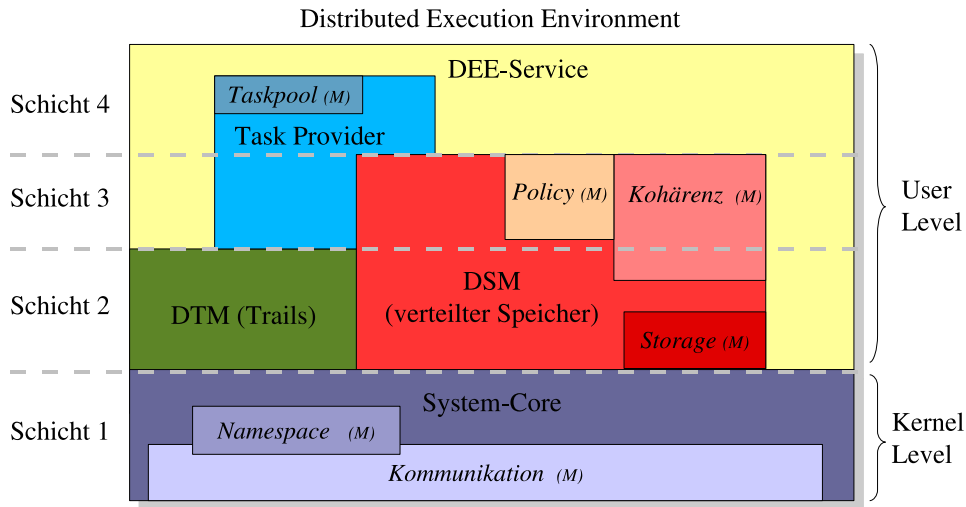 Distributed Execution Environment
DEE-Service
Schicht 4
Taskpool (M)
Task Provider
Schicht 3
Policy (M)
Kohärenz (M)
User
Level
Schicht 2
DTM (Trails)
DSM
(verteilter Speicher)
Storage (M)
System-Core
Schicht 1
Namespace (M)
Kernel
Level
Kommunikation (M)